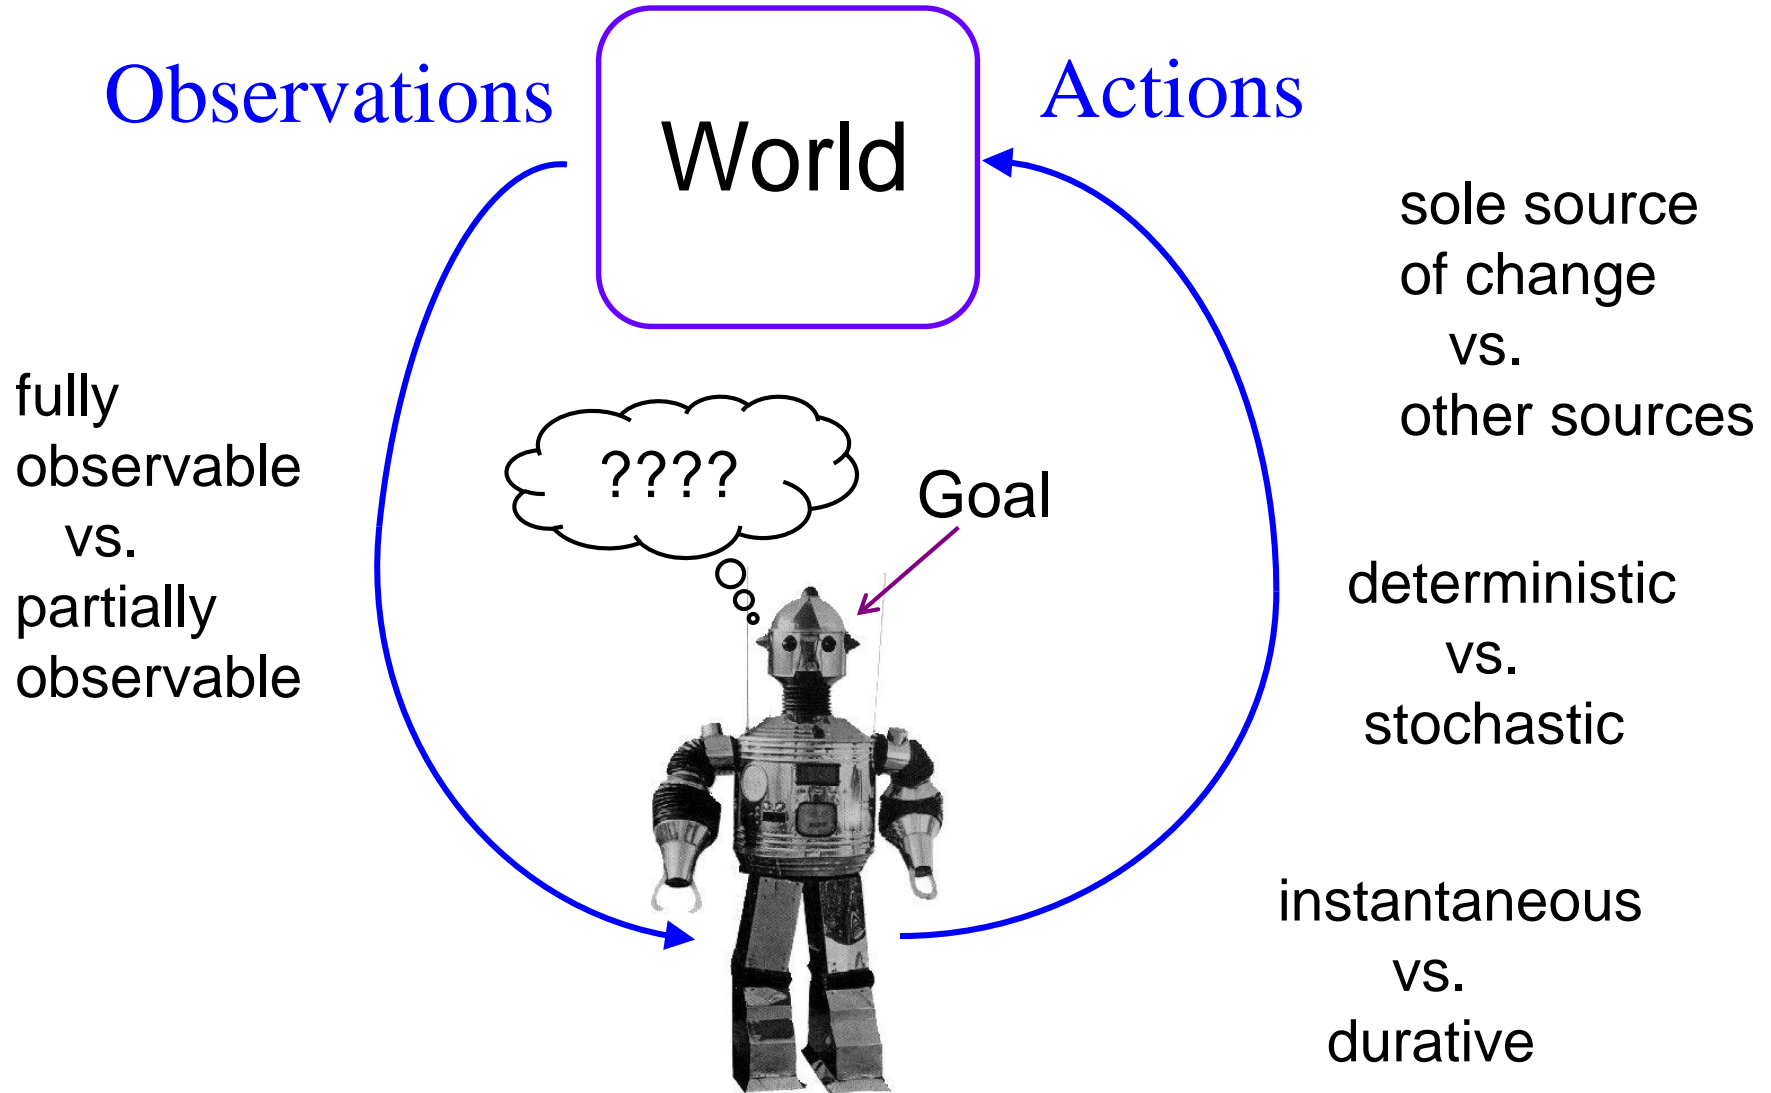 Observations
World
Actions
sole source
of change
vs.
other sources
fully
observable
vs.
partially
observable
????
Goal
deterministic
vs.
stochastic
instantaneous
vs.
durative